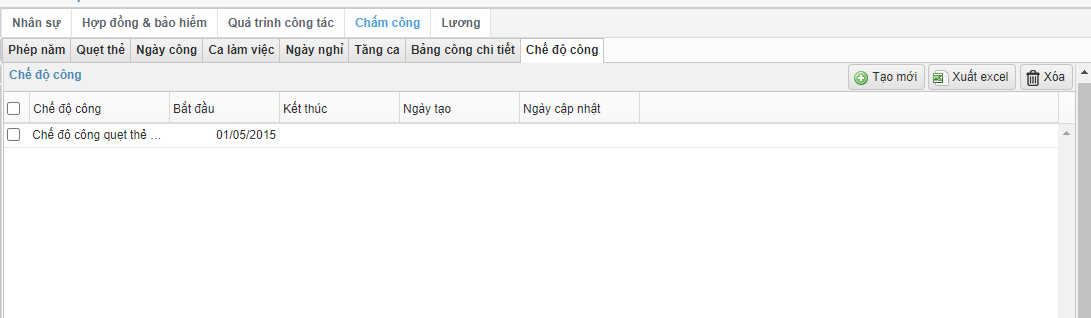 Nhân sự Hợp đồng & bảo hiểm Quá trình công tác Chấm công Lương
Phép năm Quẹt thẻ Ngày công Ca làm việc Ngày nghỉ Tăng ca Bảng công chi tiết Chế độ công
Chế độ công Tạo mới Xuất excel Xóa
Chế độ công Bắt đầu Kết thúc Ngày tạo Ngày cập nhật
Chế độ công quẹt thẻ ... 01/05/2015